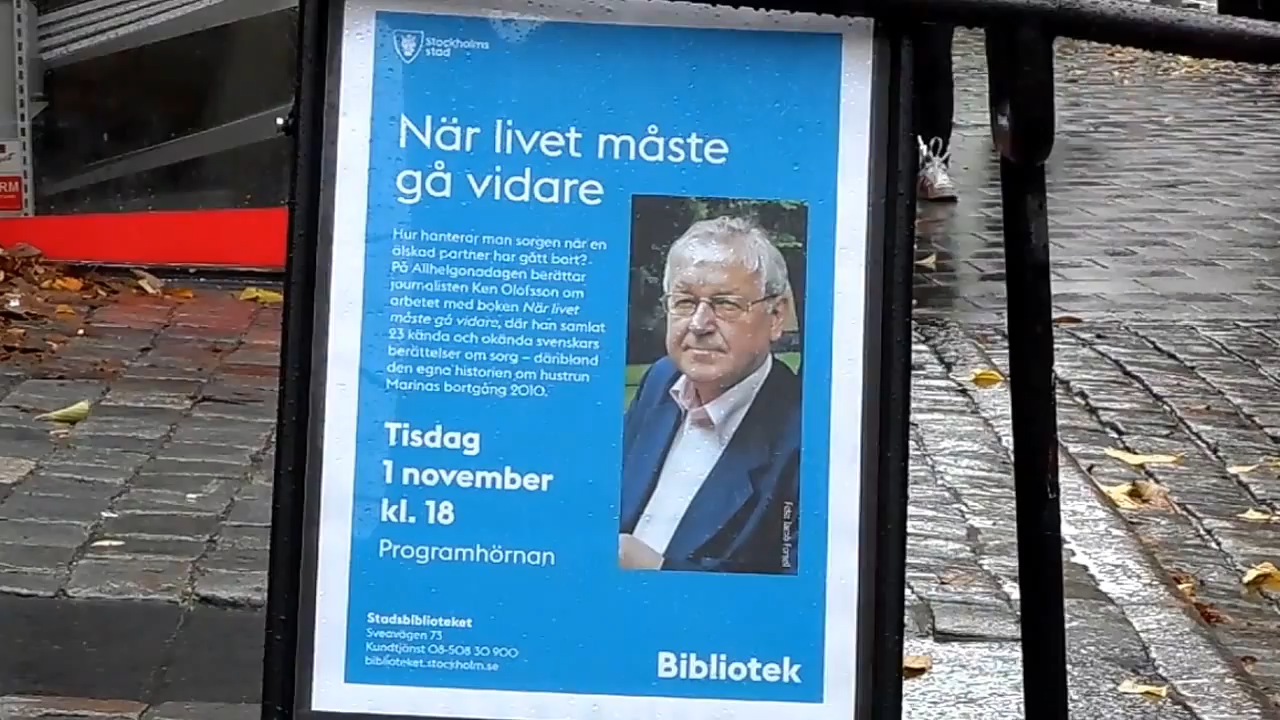 Stockholms
stad
När livet måste
gå vidare
Hur hanterar man sorgen när en
älskad partner har gått bort?
På Allhelgonadagen berättar
journalisten Ken Olofsson om
arbetet med boken När livet
måste gå vidare, där han samlat
23 kända och okända svenskars
berättelser om sorg – däribland
den egna historien om hustrun
Marinas bortgång 2010.
Tisdag
1 november
kl. 18
Programhörnan
Stadsbiblioteket
Sveavägen 73
Kundtjänst 08-508 30 900
biblioteket.stockholm.se
Bibliotek